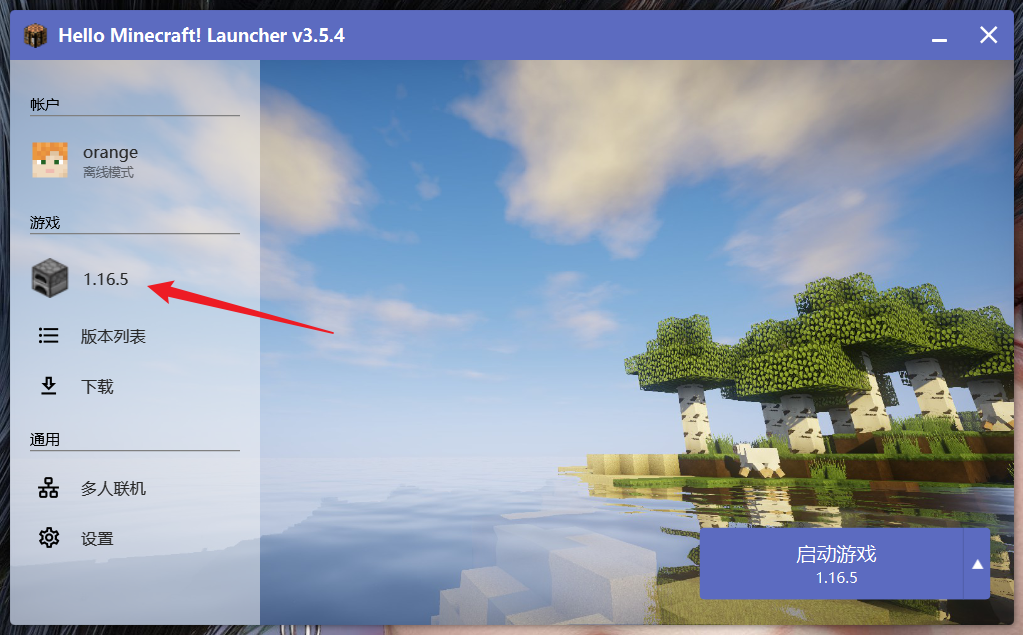 Hello Minecraft! Launcher v3.5.4
帐户
orange
离线模式
游戏
1.16.5
版本列表
下载
通用
多人联机
设置
启动游戏
1.16.5